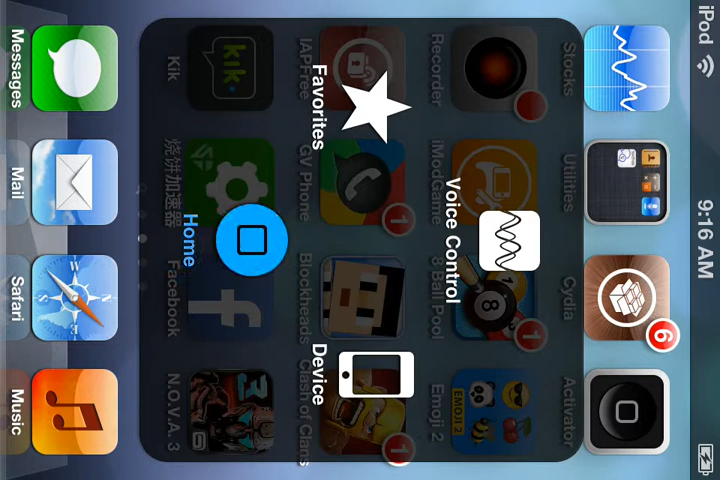 iPod 9:16 AM
6
Stocks Utilities Cydia Activator
Voice Control
1
8
EMOJI 2
Recorder iModGame 8 Ball Pool Emoji 2
1
1
Favorites Device
IAPFree GV Phone Blockheads Clash of Clans
kik
f
3
Home
Kik 烧饼加速器 Facebook N.O.V.A. 3
Messages Mail Safari Music